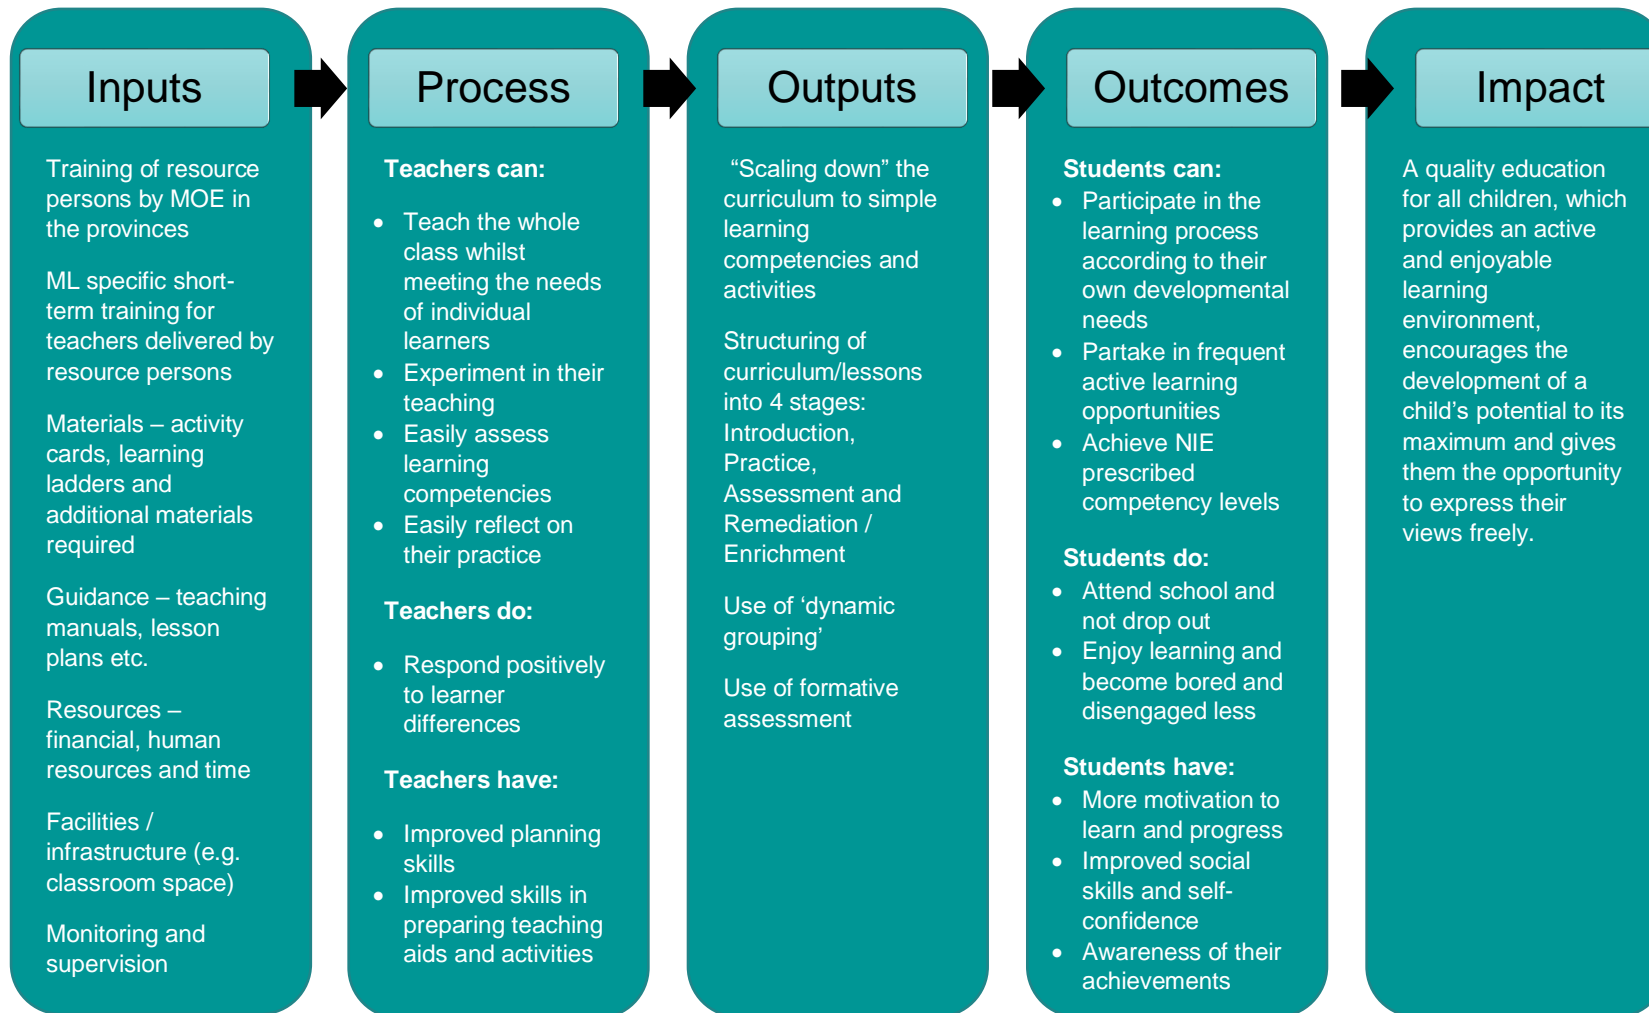 Inputs
Training of resource
persons by MOE in
the provinces
ML specific short-
term training for
teachers delivered by
resource persons
Materials – activity
cards, learning
ladders and
additional materials
required
Guidance – teaching
manuals, lesson
plans etc.
Resources –
financial, human
resources and time
Facilities /
infrastructure (e.g.
classroom space)
Monitoring and
supervision
Process
Teachers can:
• Teach the whole
class whilst
meeting the needs
of individual
learners
• Experiment in their
teaching
• Easily assess
learning
competencies
• Easily reflect on
their practice
Teachers do:
• Respond positively
to learner
differences
Teachers have:
• Improved planning
skills
• Improved skills in
preparing teaching
aids and activities
Outputs
“Scaling down” the
curriculum to simple
learning
competencies and
activities
Structuring of
curriculum/lessons
into 4 stages:
Introduction,
Practice,
Assessment and
Remediation /
Enrichment
Use of ‘dynamic
grouping’
Use of formative
assessment
Outcomes
Students can:
• Participate in the
learning process
according to their
own developmental
needs
• Partake in frequent
active learning
opportunities
• Achieve NIE
prescribed
competency levels
Students do:
• Attend school and
not drop out
• Enjoy learning and
become bored and
disengaged less
Students have:
• More motivation to
learn and progress
• Improved social
skills and self-
confidence
• Awareness of their
achievements
Impact
A quality education
for all children, which
provides an active
and enjoyable
learning
environment,
encourages the
development of a
child’s potential to its
maximum and gives
them the opportunity
to express their
views freely.